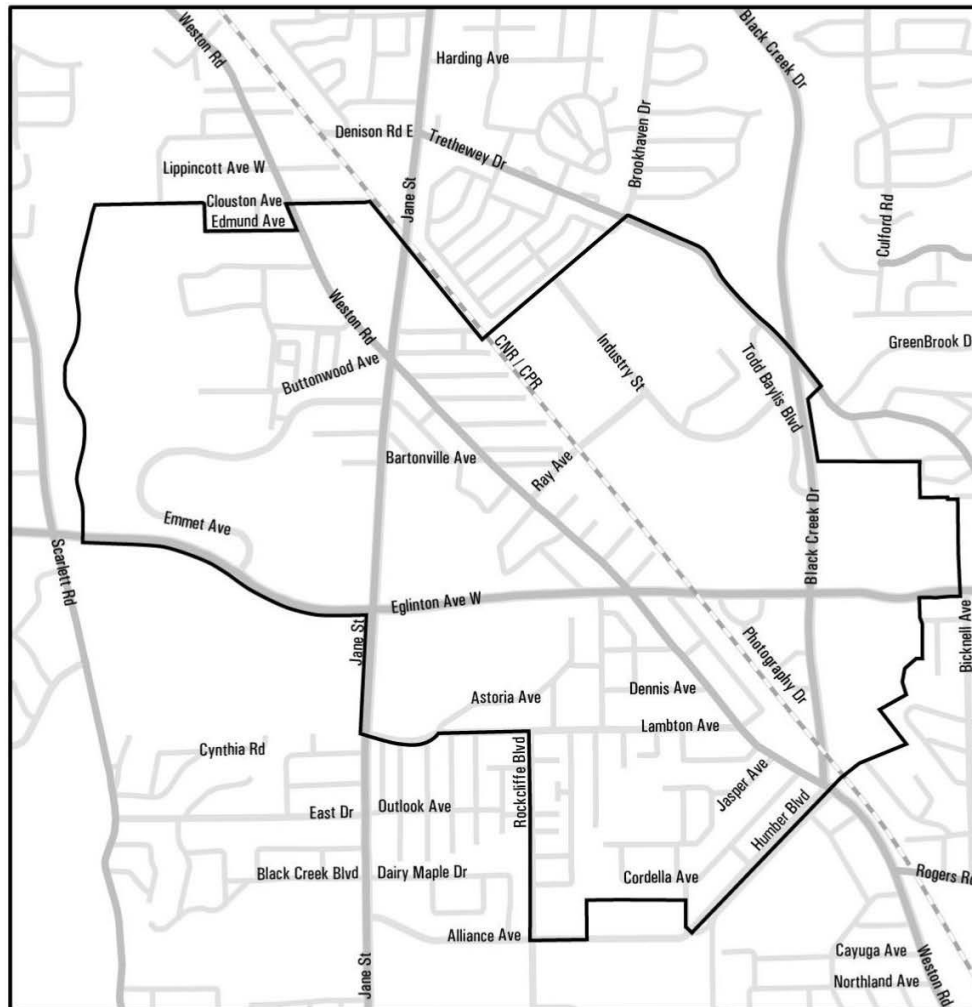 Weston Rd
Black Creek Dr
Harding Ave
Denison Rd E
Trethewey Dr
Brookhaven Dr
Lippincott Ave W
Jane St
Clouston Ave
Edmund Ave
Culford Rd
Weston Rd
CNR / CPR
Industry St
Todd Baylis Blvd
GreenBrook D
Buttonwood Ave
Bartonville Ave
Ray Ave
Emmet Ave
Black Creek Dr
Scarlett Rd
Eglinton Ave W
Jane St
Photography Dr
Bicknell Ave
Astoria Ave
Dennis Ave
Lambton Ave
Cynthia Rd
Rockcliffe Blvd
Jasper Ave
Humber Blvd
East Dr
Outlook Ave
Black Creek Blvd
Dairy Maple Dr
Cordella Ave
Rogers Rd
Alliance Ave
Cayuga Ave
Northland Ave
Weston Rd
Jane St